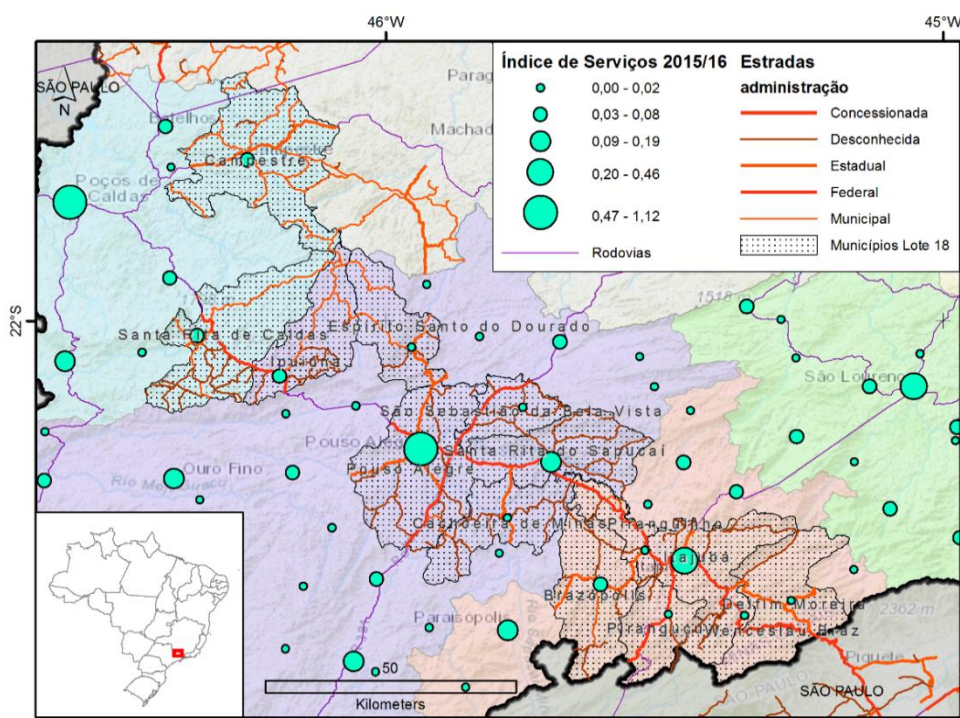 46°W
45°W
22°S
SÃO PAULO
N
Índice de Serviços 2015/16
0,00 - 0,02
0,03 - 0,08
0,09 - 0,19
0,20 - 0,46
0,47 - 1,12
Rodovias
Estradas
administração
Concessionada
Desconhecida
Estadual
Federal
Municipal
Municípios Lote 18
Parag
Machad
Campestre
Poços de
Caldas
1518
Santa Rita de Caldas
Espírito Santo do Dourado
Ipuiúna
São Lourenço
São Sebastião da Bela Vista
Pouso Alegre
Santa Rita do Sapucaí
Pouso Alegre
Ouro Fino
Rio Mogi-Guaçu
Cachoeira de Minas
Piranguinho
Itajubá
Brazópolis
Delfim Moreira
2362 m
Paraisópolis
Piranguçu
Wenceslau Braz
Piquete
SÃO PAULO
SÃO PAULO
50
Kilometers